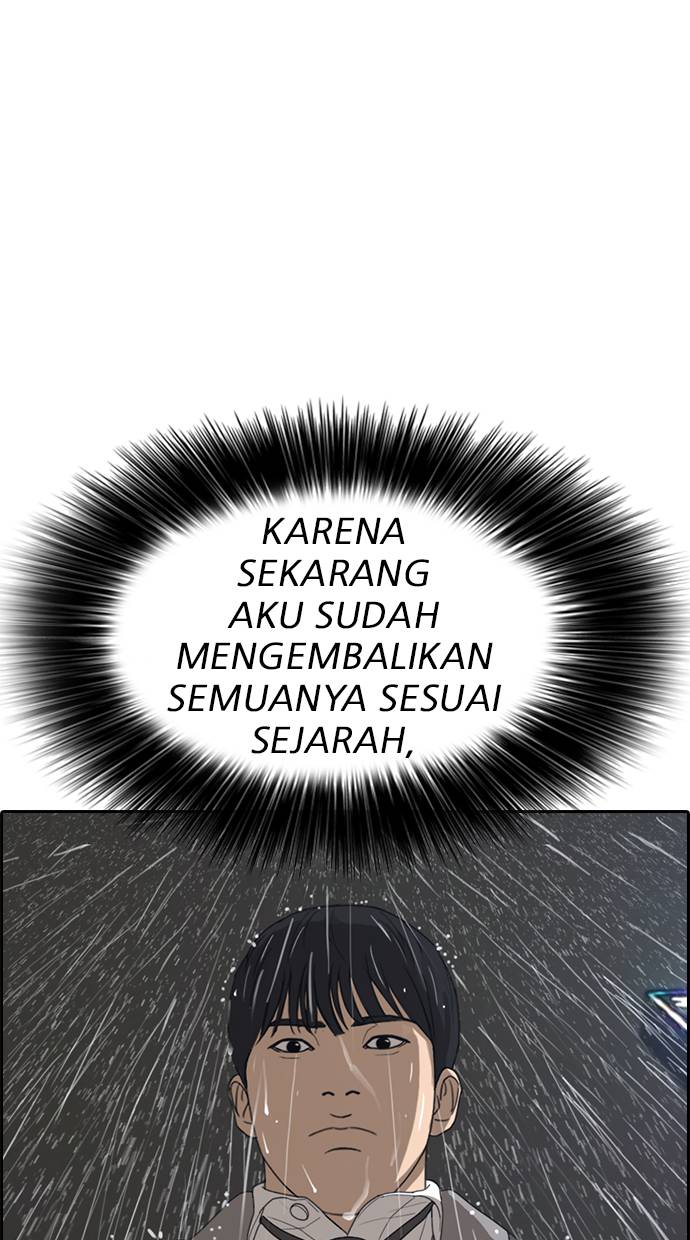 KARENA
SEKARANG
AKU SUDAH
MENGEMBALIKAN
SEMUANYA SESUAI
SEJARAH,